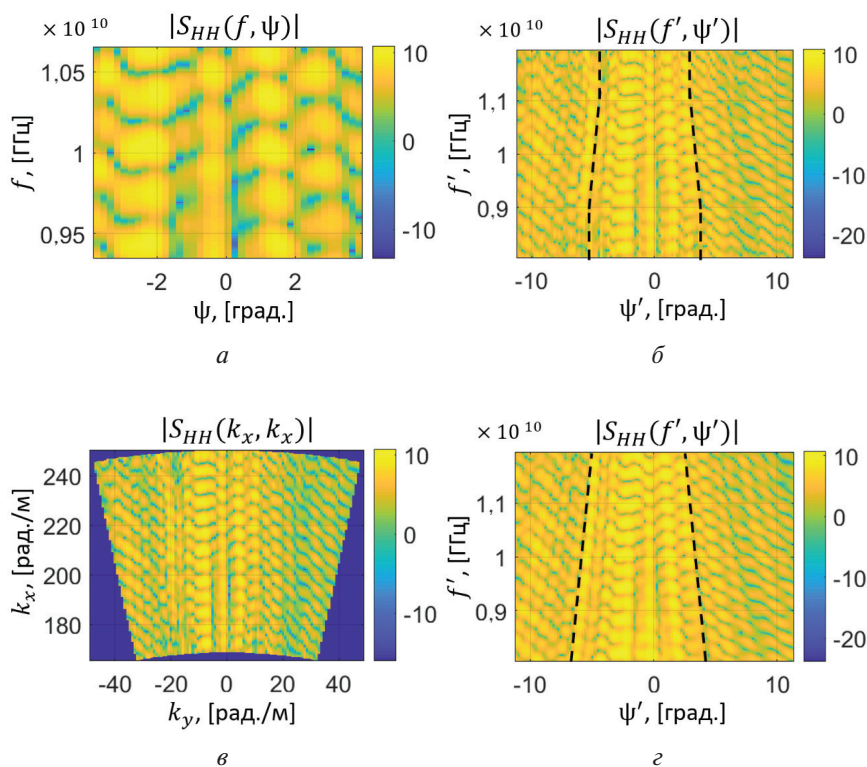 × 10 10 |S_HH(f, ψ)|
10
0
-10
1,05
1
0,95
f, [ГГц]
-2 0 2
ψ, [град.]
а
× 10 10 |S_HH(f′, ψ′)|
10
0
-10
-20
1,1
1
0,9
f′, [ГГц]
-10 0 10
ψ′, [град.]
б
|S_HH(k_x, k_x)|
10
0
-10
240
220
200
180
k_x, [рад./м]
-40 -20 0 20 40
k_y, [рад./м]
в
× 10 10 |S_HH(f′, ψ′)|
10
0
-10
-20
1,1
1
0,9
f′, [ГГц]
-10 0 10
ψ′, [град.]
г